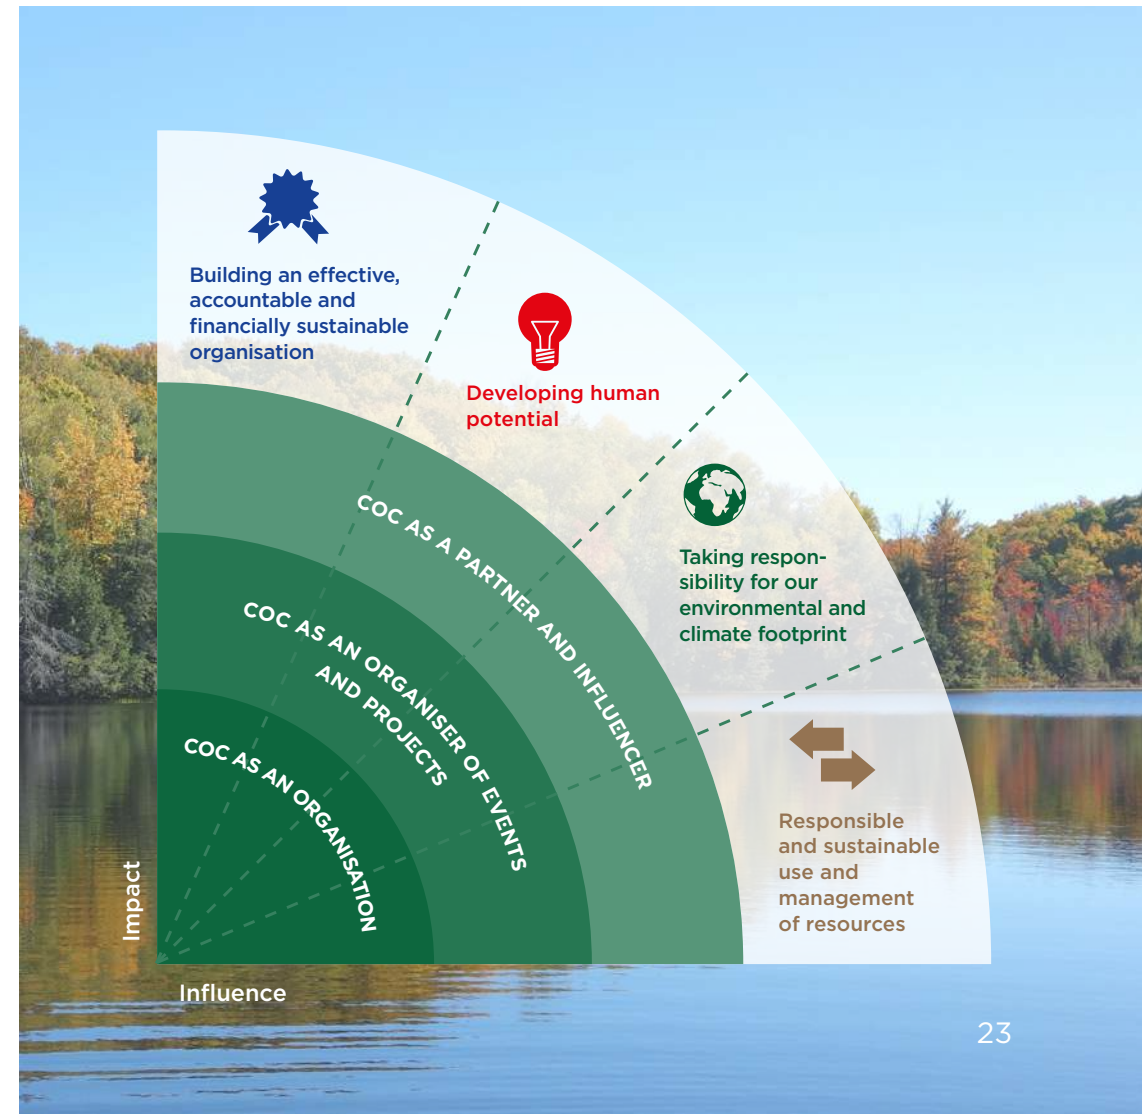 Building an effective,
accountable and
financially sustainable
organisation
Developing human
potential
Taking respon-
sibility for our
environmental and
climate footprint
Responsible
and sustainable
use and
management
of resources
COC AS A PARTNER AND INFLUENCER
COC AS AN ORGANISER OF EVENTS
AND PROJECTS
COC AS AN ORGANISATION
Impact
Influence
23